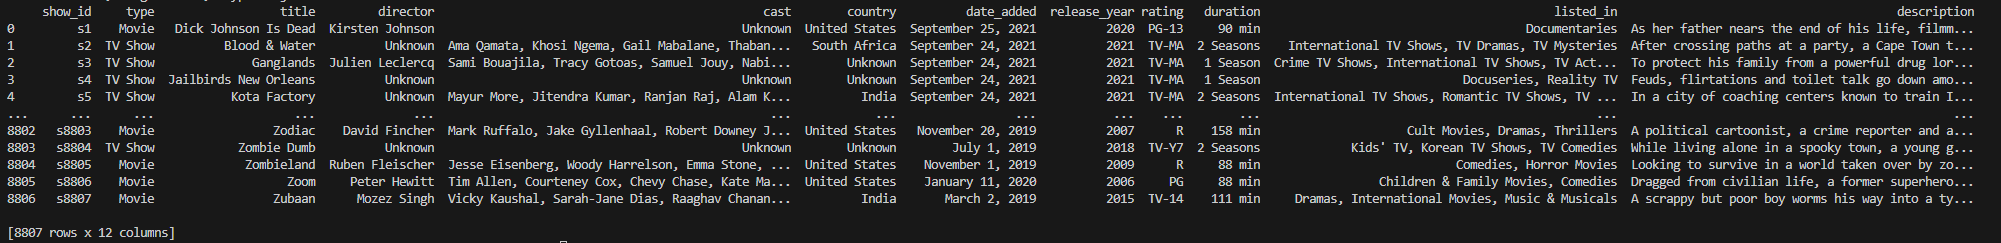 show_id type title director cast country date_added release_year rating duration listed_in description
0 s1 Movie Dick Johnson Is Dead Kirsten Johnson Unknown United States September 25, 2021 2020 PG-13 90 min Documentaries As her father nears the end of his life, filmm...
1 s2 TV Show Blood & Water Unknown Ama Qamata, Khosi Ngema, Gail Mabalane, Thaban... South Africa September 24, 2021 2021 TV-MA 2 Seasons International TV Shows, TV Dramas, TV Mysteries After crossing paths at a party, a Cape Town t...
2 s3 TV Show Ganglands Julien Leclercq Sami Bouajila, Tracy Gotoas, Samuel Jouy, Nabi... Unknown September 24, 2021 2021 TV-MA 1 Season Crime TV Shows, International TV Shows, TV Act... To protect his family from a powerful drug lor...
3 s4 TV Show Jailbirds New Orleans Unknown Unknown Unknown September 24, 2021 2021 TV-MA 1 Season Docuseries, Reality TV Feuds, flirtations and toilet talk go down amo...
4 s5 TV Show Kota Factory Unknown Mayur More, Jitendra Kumar, Ranjan Raj, Alam K... India September 24, 2021 2021 TV-MA 2 Seasons International TV Shows, Romantic TV Shows, TV ... In a city of coaching centers known to train I...
... ... ... ... ... ... ... ... ... ... ... ... ...
8802 s8803 Movie Zodiac David Fincher Mark Ruffalo, Jake Gyllenhaal, Robert Downey J... United States November 20, 2019 2007 R 158 min Cult Movies, Dramas, Thrillers A political cartoonist, a crime reporter and a...
8803 s8804 TV Show Zombie Dumb Unknown Unknown Unknown July 1, 2019 2018 TV-Y7 2 Seasons Kids' TV, Korean TV Shows, TV Comedies While living alone in a spooky town, a young g...
8804 s8805 Movie Zombieland Ruben Fleischer Jesse Eisenberg, Woody Harrelson, Emma Stone, ... United States November 1, 2019 2009 R 88 min Comedies, Horror Movies Looking to survive in a world taken over by zo...
8805 s8806 Movie Zoom Peter Hewitt Tim Allen, Courteney Cox, Chevy Chase, Kate Ma... United States January 11, 2020 2006 PG 88 min Children & Family Movies, Comedies Dragged from civilian life, a former superhero...
8806 s8807 Movie Zubaan Mozez Singh Vicky Kaushal, Sarah-Jane Dias, Raaghav Chanan... India March 2, 2019 2015 TV-14 111 min Dramas, International Movies, Music & Musicals A scrappy but poor boy worms his way into a ty...
[8807 rows x 12 columns]